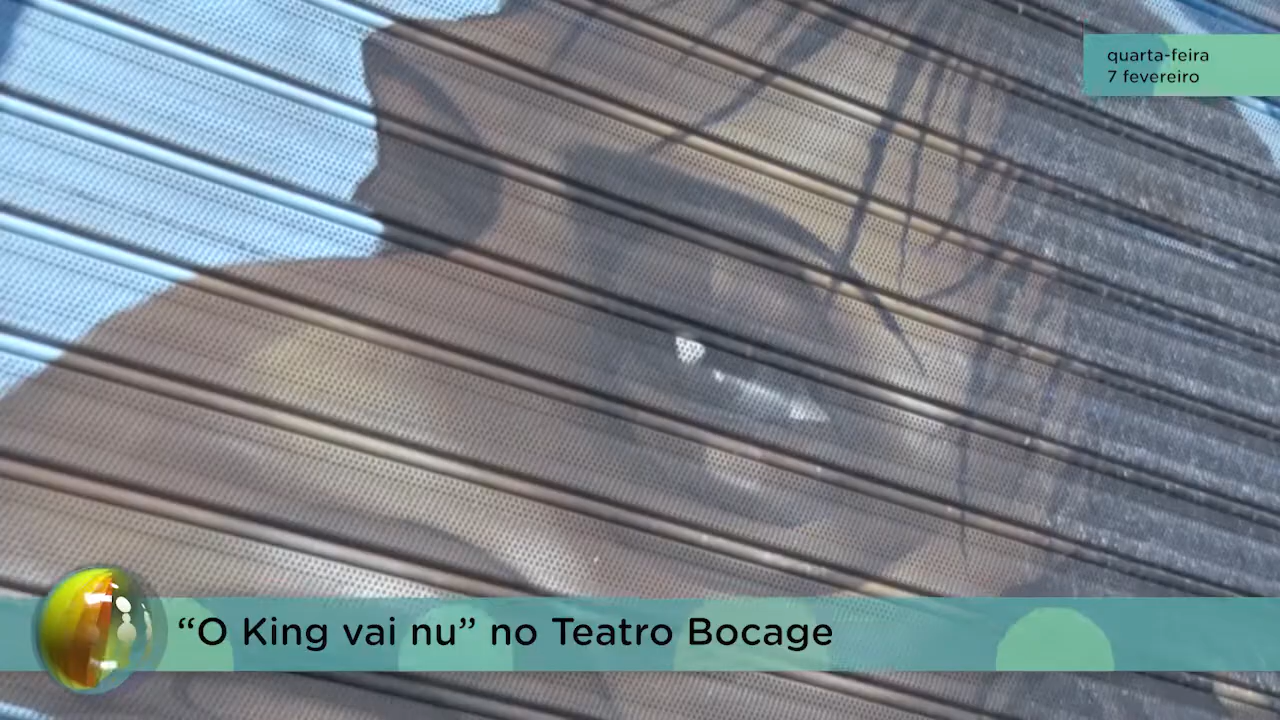 quarta-feira
7 fevereiro
“O King vai nu” no Teatro Bocage